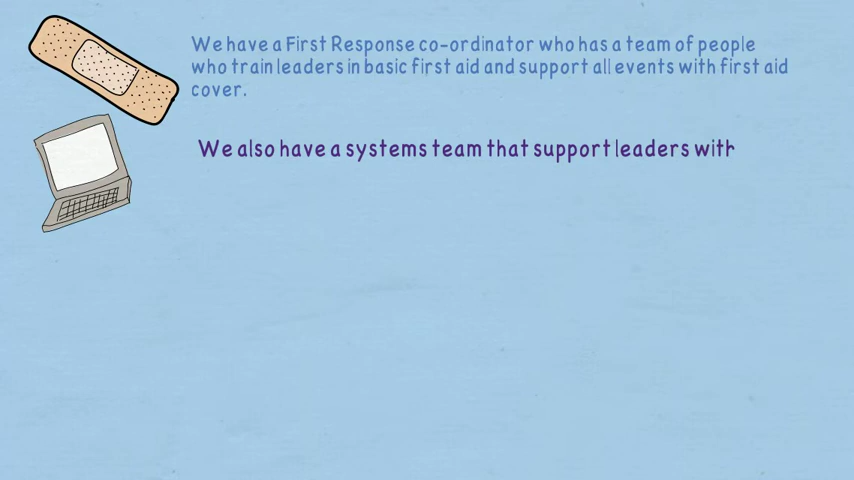 We have a First Response co-ordinator who has a team of people
who train leaders in basic first aid and support all events with first aid
cover.
We also have a systems team that support leaders with